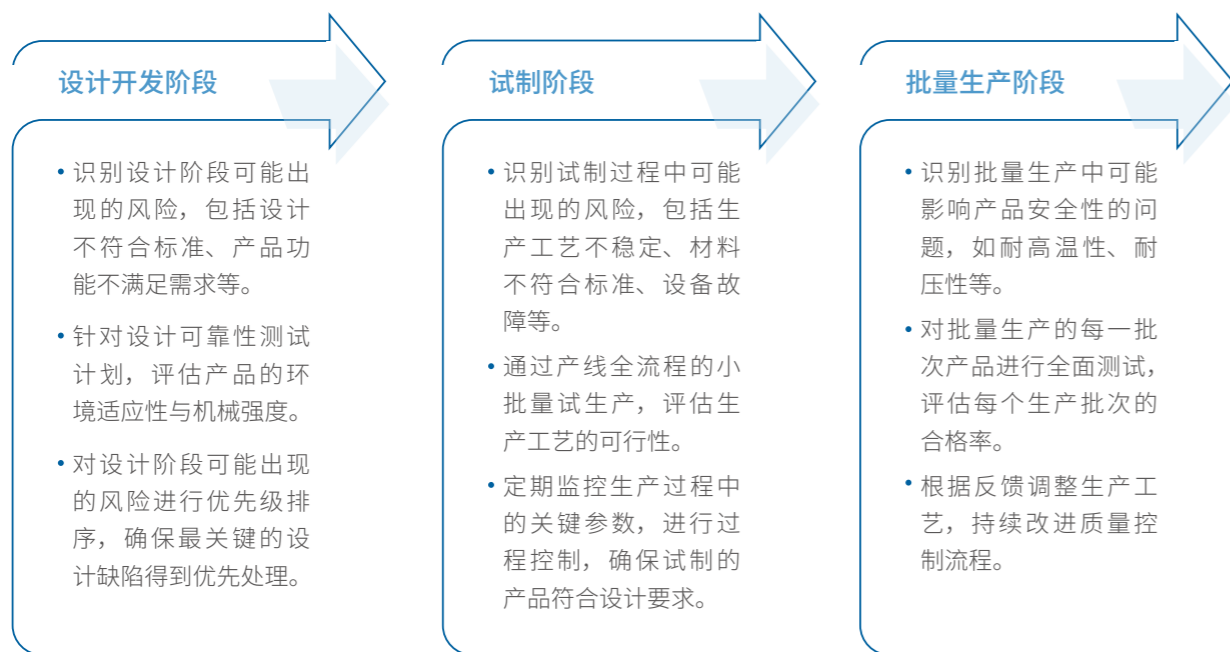 设计开发阶段
• 识别设计阶段可能出
现的风险，包括设计
不符合标准、产品功
能不满足需求等。
• 针对设计可靠性测试
计划，评估产品的环
境适应性与机械强度。
• 对设计阶段可能出现
的风险进行优先级排
序，确保最关键的设
计缺陷得到优先处理。
试制阶段
• 识别试制过程中可能
出现的风险，包括生
产工艺不稳定、材料
不符合标准、设备故
障等。
• 通过产线全流程的小
批量试生产，评估生
产工艺的可行性。
• 定期监控生产过程中
的关键参数，进行过
程控制，确保试制的
产品符合设计要求。
批量生产阶段
• 识别批量生产中可能
影响产品安全性的问
题，如耐高温性、耐
压性等。
• 对批量生产的每一批
次产品进行全面测试，
评估每个生产批次的
合格率。
• 根据反馈调整生产工
艺，持续改进质量控
制流程。